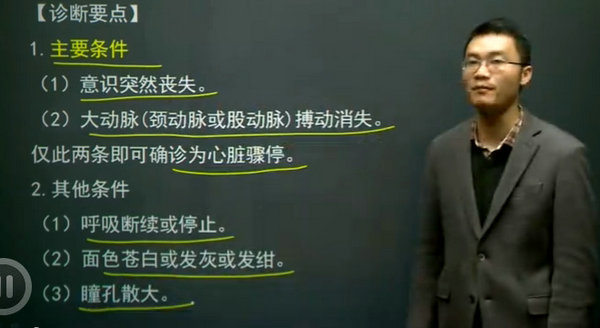 【诊断要点】
1.主要条件
(1)意识突然丧失。
(2)大动脉(颈动脉或股动脉)搏动消失。
仅此两条即可确诊为心脏骤停。
2.其他条件
(1)呼吸断续或停止。
(2)面色苍白或发灰或发绀。
(3)瞳孔散大。